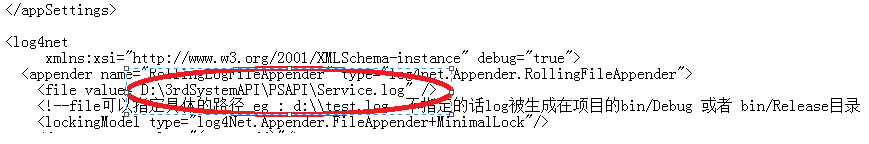 </appSettings>
<log4net
xmlns:xsi="http://www.w3.org/2001/XMLSchema-instance" debug="true">
<appender name="RollingLogFileAppender" type="log4net.Appender.RollingFileAppender">
<file value="D:\3rdSystemAPI\PSAPI\Service.log" />
<!--file可以指定具体的路径 eg : d:\\test.log 不指定的话log被生成在项目的bin/Debug 或者 bin/Release目录
<lockingModel type="log4Net.Appender.FileAppender+MinimalLock"/>